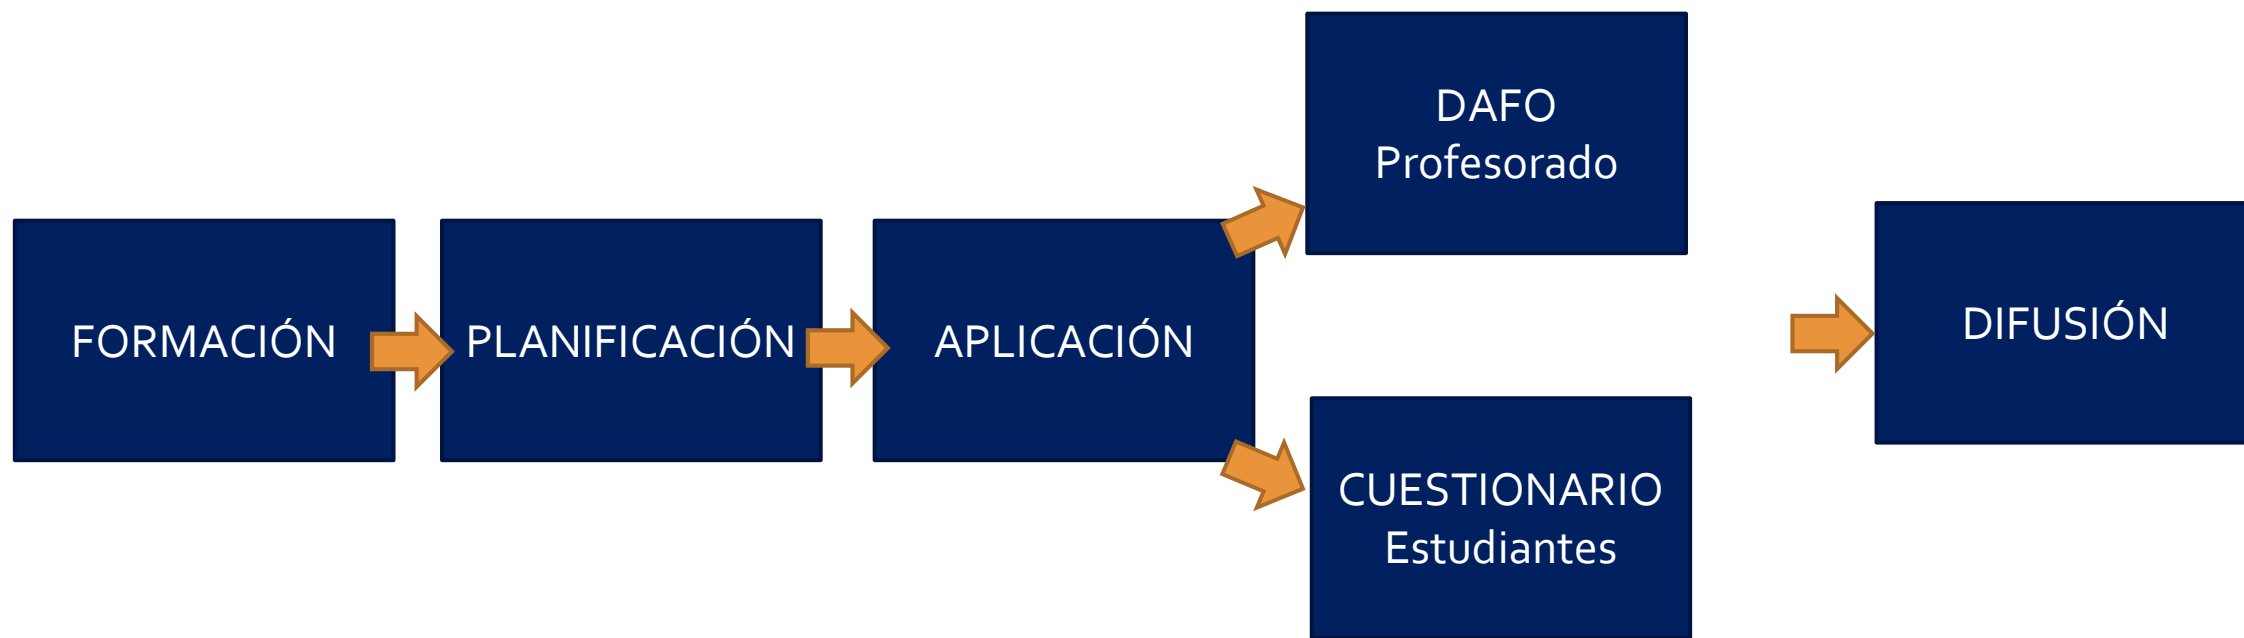 FORMACIÓN
PLANIFICACIÓN
APLICACIÓN
DAFO
Profesorado
CUESTIONARIO
Estudiantes
DIFUSIÓN